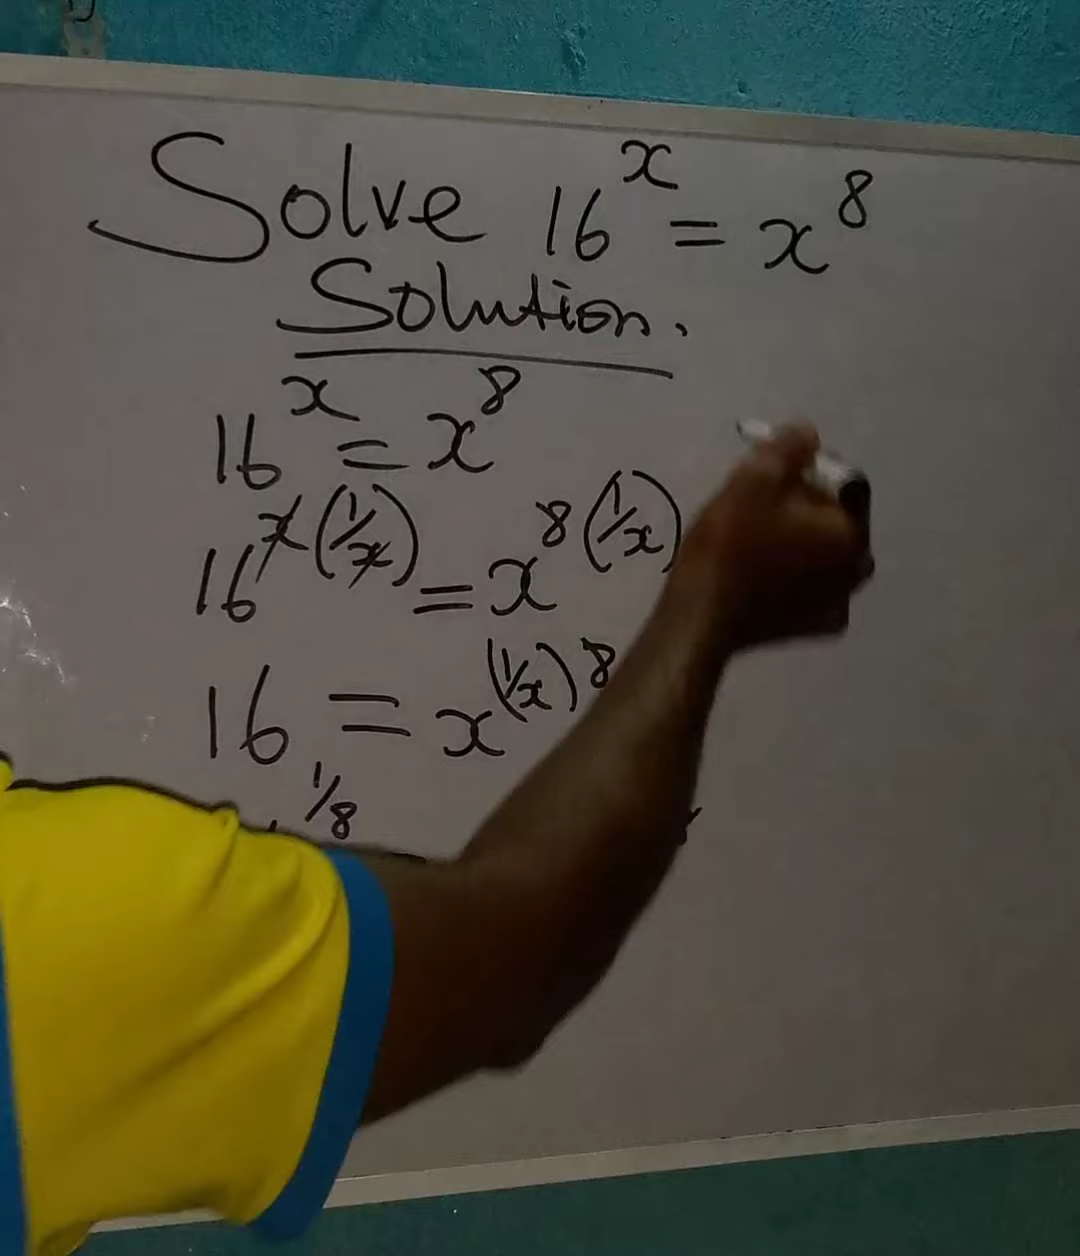 Solve 16^x = x^8
Solution.
16^x = x^8
16^x(1/x) = x^8(1/x)
16 = x^(1/x)8
1/8